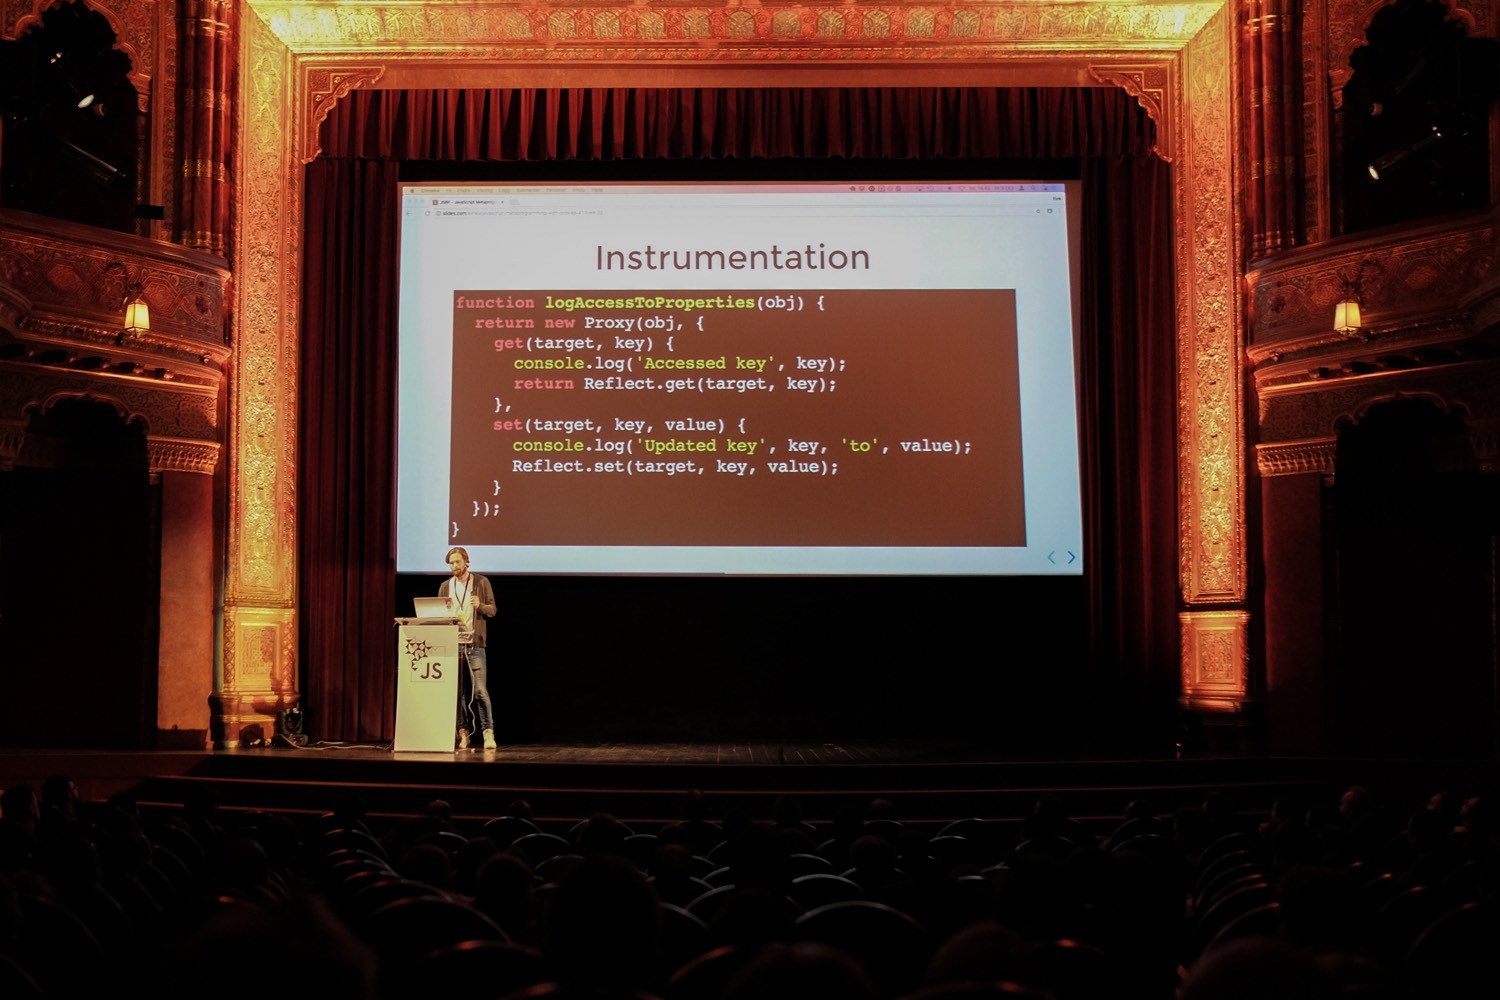 Instrumentation
function logAccessToProperties(obj) {
  return new Proxy(obj, {
    get(target, key) {
      console.log('Accessed key', key);
      return Reflect.get(target, key);
    },
    set(target, key, value) {
      console.log('Updated key', key, 'to', value);
      Reflect.set(target, key, value);
    }
  });
}
JS